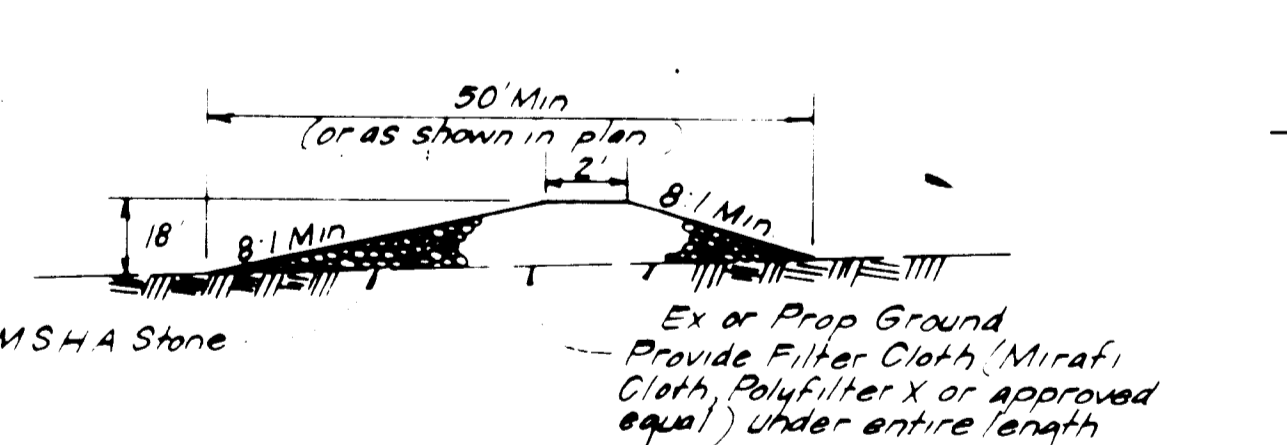 50' Min
(or as shown in plan)
2'
8:1 Min
18'
8:1 Min
MSHA Stone
Ex or Prop Ground
Provide Filter Cloth (Mirafi
Cloth, Polyfilter X or approved
equal) under entire length